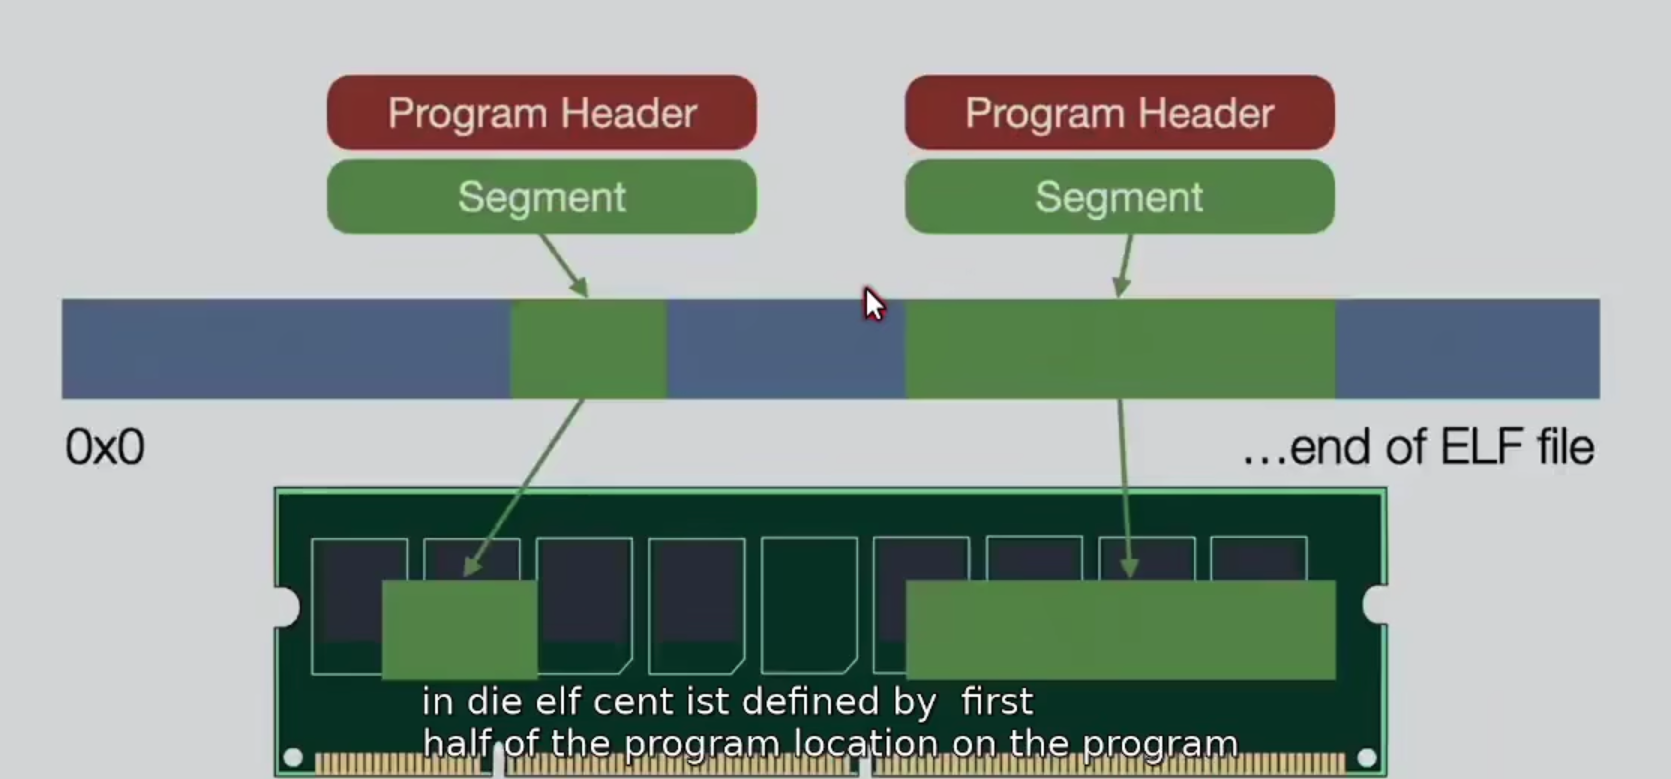 Program Header
Program Header
Segment
Segment
0x0
...end of ELF file
in die elf cent ist defined by  first
half of the program location on the program